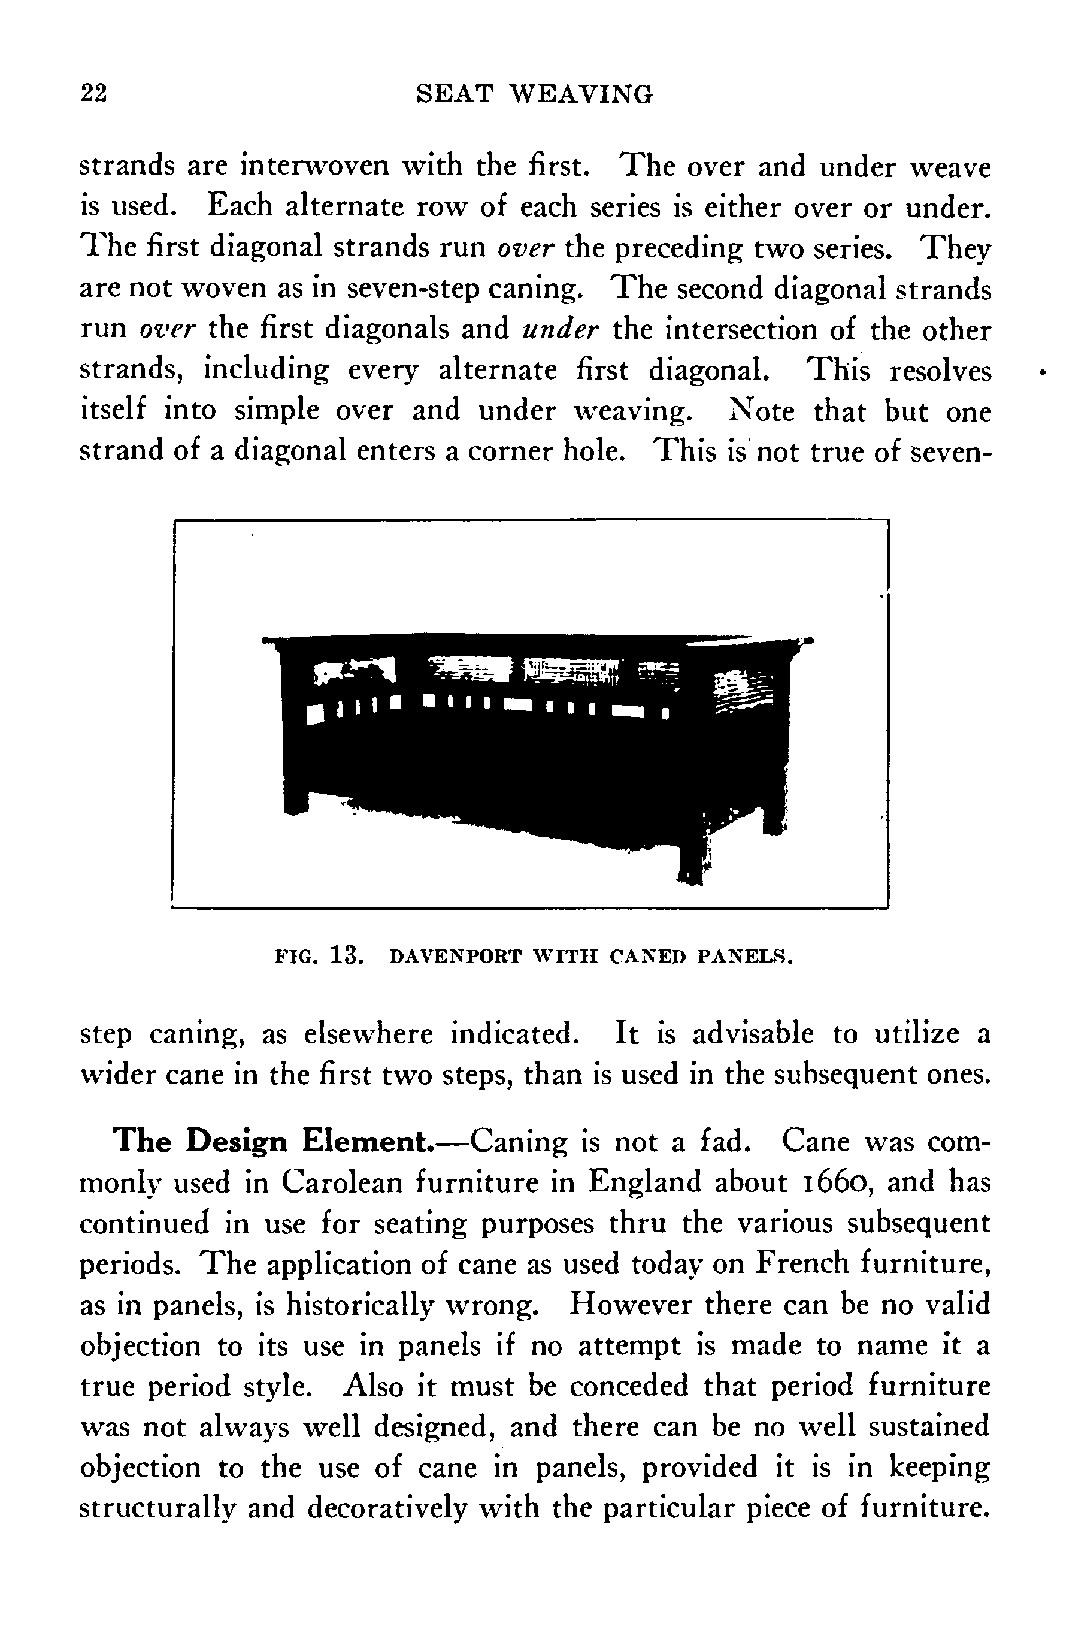 22 SEAT WEAVING
strands are interwoven with the first. The over and under weave
is used. Each alternate row of each series is either over or under.
The first diagonal strands run over the preceding two series. They
are not woven as in seven-step caning. The second diagonal strands
run over the first diagonals and under the intersection of the other
strands, including every alternate first diagonal. This resolves
itself into simple over and under weaving. Note that but one
strand of a diagonal enters a corner hole. This is not true of seven-
FIG. 13. DAVENPORT WITH CANED PANELS.
step caning, as elsewhere indicated. It is advisable to utilize a
wider cane in the first two steps, than is used in the subsequent ones.
The Design Element.—Caning is not a fad. Cane was com-
monly used in Carolean furniture in England about 1660, and has
continued in use for seating purposes thru the various subsequent
periods. The application of cane as used today on French furniture,
as in panels, is historically wrong. However there can be no valid
objection to its use in panels if no attempt is made to name it a
true period style. Also it must be conceded that period furniture
was not always well designed, and there can be no well sustained
objection to the use of cane in panels, provided it is in keeping
structurally and decoratively with the particular piece of furniture.